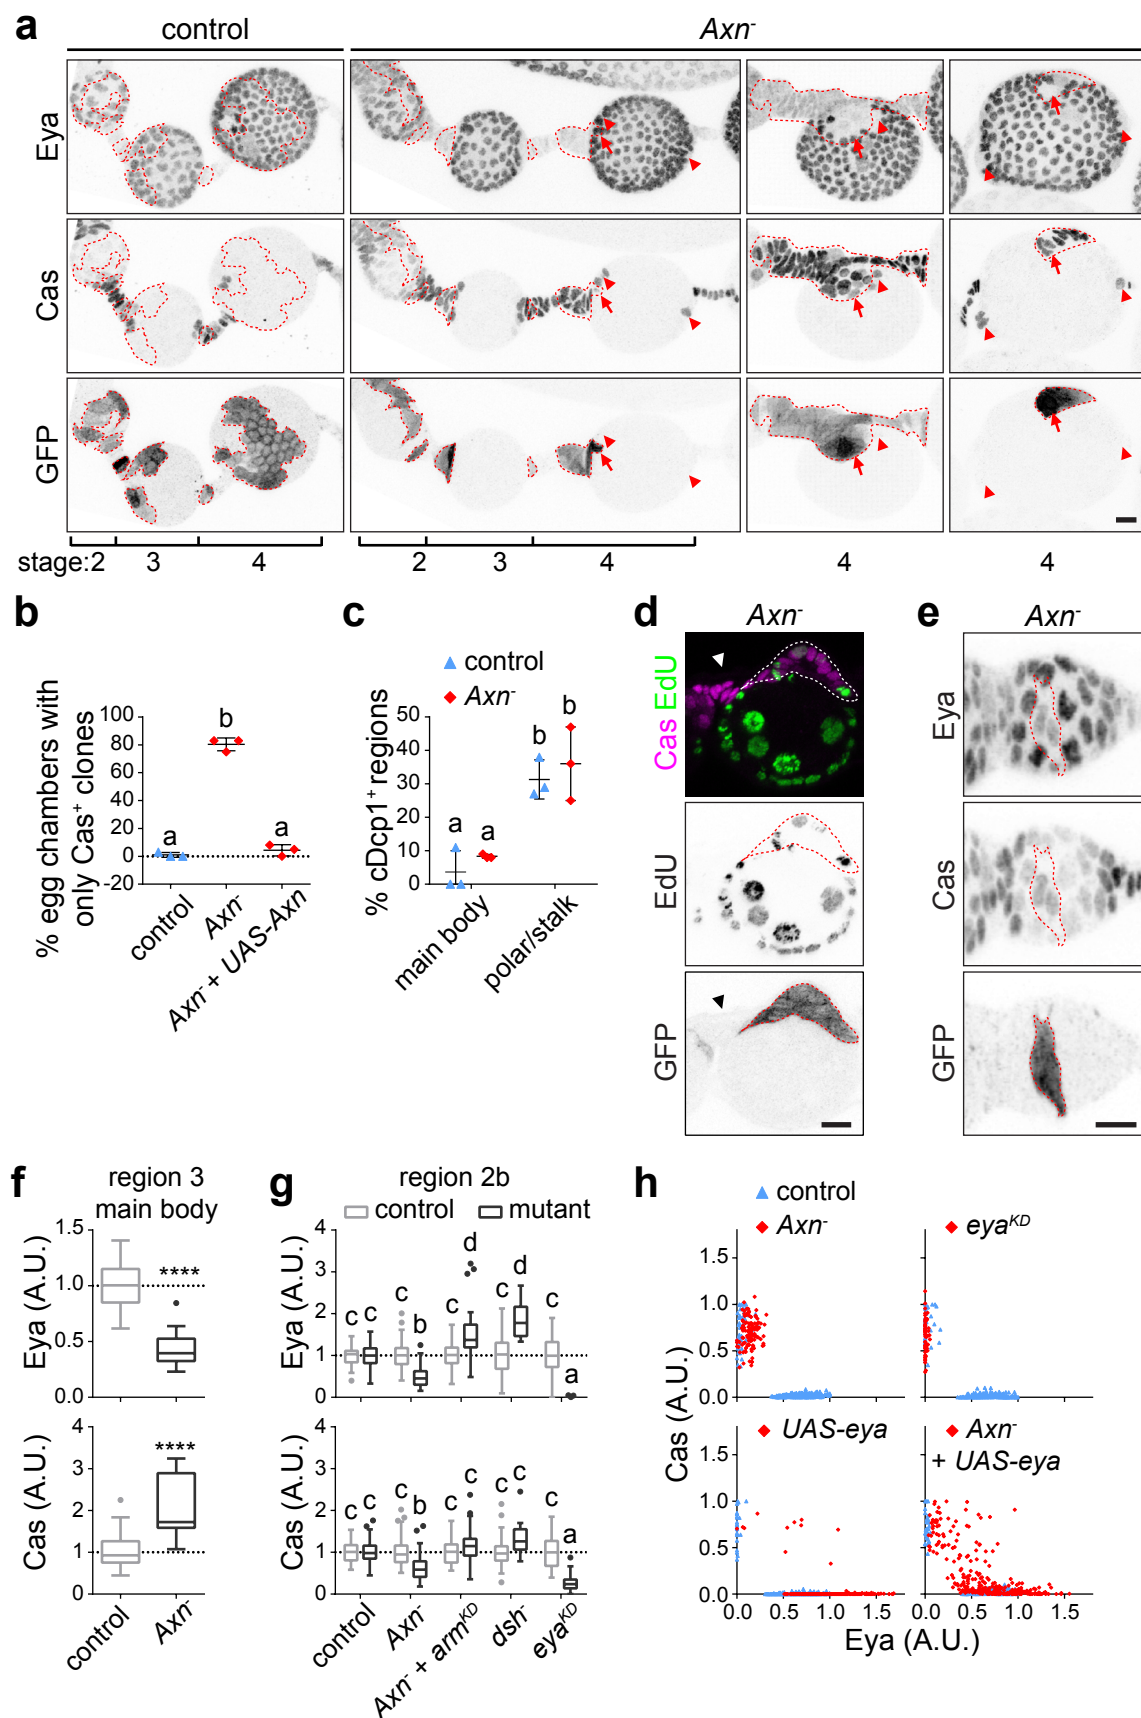 a
control
Axn-
Eya
Cas
GFP
stage: 2 3 4 2 3 4 4 4
b
% egg chambers with
only Cas+ clones
100
80
60
40
20
0
-20
a
b
a
control
Axn-
Axn- + UAS-Axn
c
control
Axn-
% cDcp1+ regions
50
40
30
20
10
0
a a b b
main body
polar/stalk
d
Axn-
Cas EdU
EdU
GFP
e
Axn-
Eya
Cas
GFP
f
region 3
main body
Eya (A.U.)
1.5
1.0
0.5
0.0
****
Cas (A.U.)
4
3
2
1
0
****
control
Axn-
g
region 2b
control mutant
Eya (A.U.)
4
3
2
1
0
c c c b c d c d c a
Cas (A.U.)
4
3
2
1
0
c c c b c c c c c a
control
Axn-
Axn- + armKD
dsh-
eyaKD
h
control
Axn-
eyaKD
1.5
1.0
0.5
0.0
UAS-eya
Axn-
+ UAS-eya
1.5
1.0
0.5
0.0
Cas (A.U.)
0.0 0.5 1.0 1.5 0.0 0.5 1.0 1.5
Eya (A.U.)